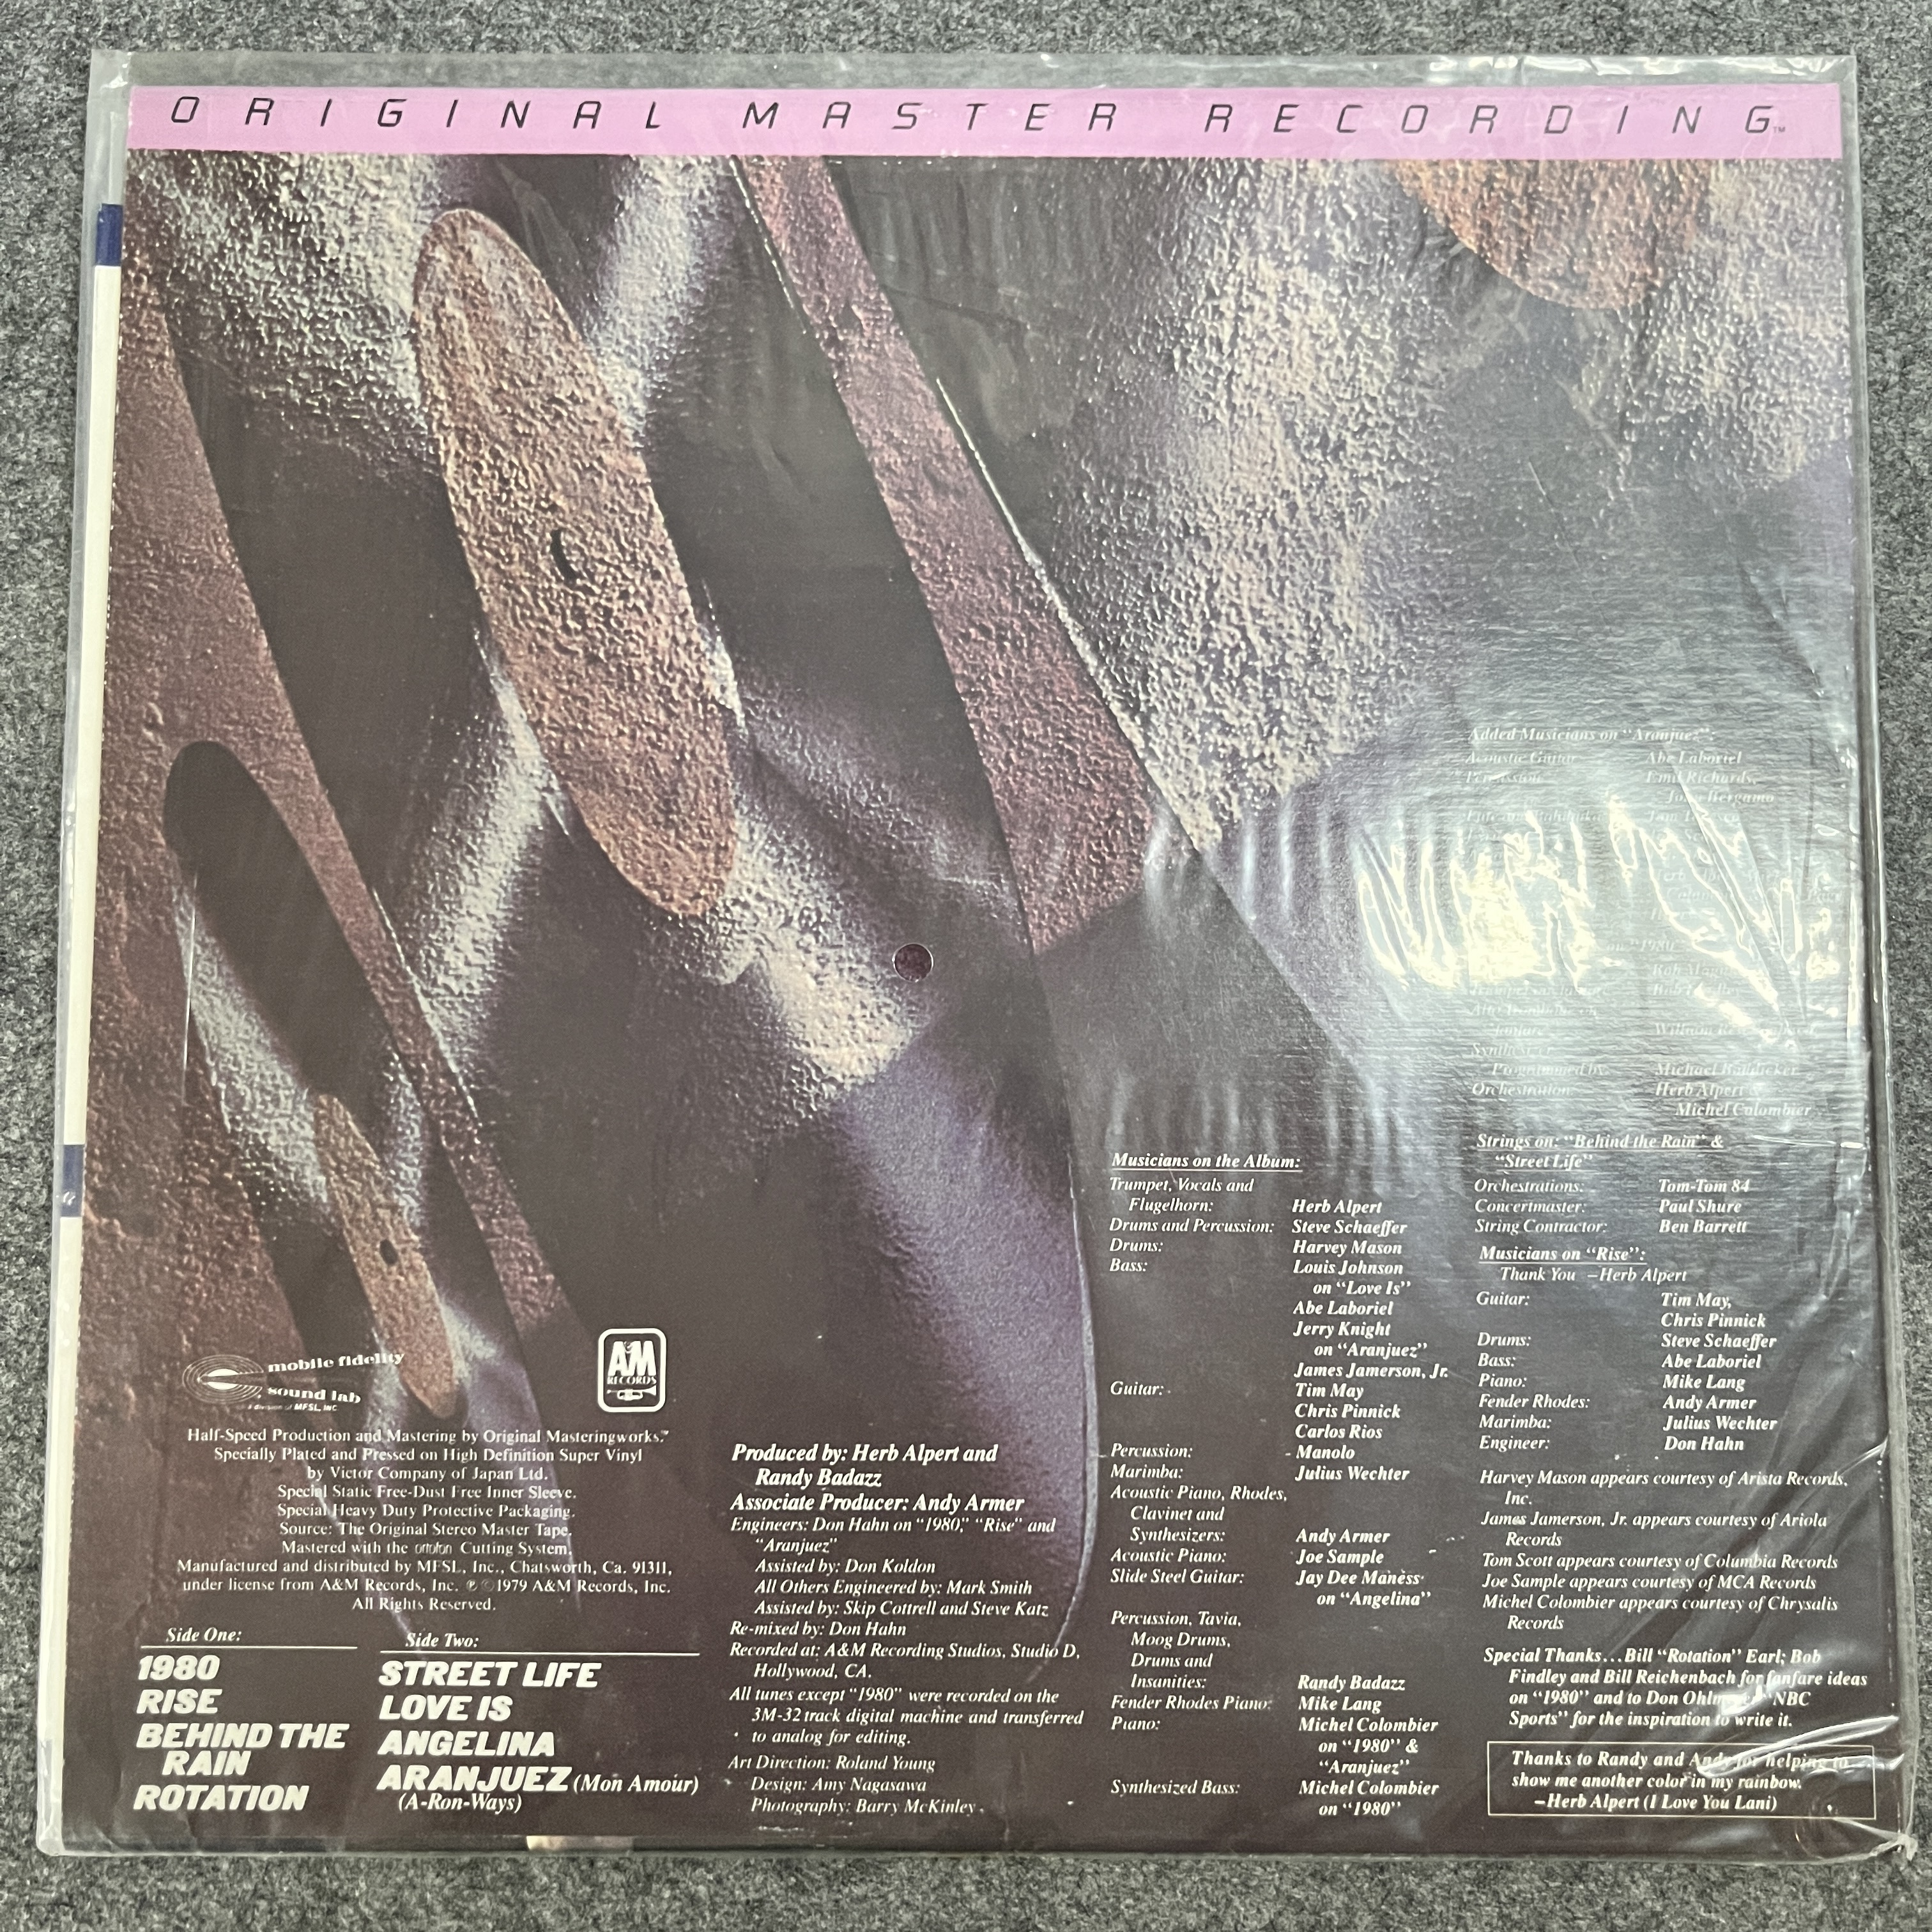 ORIGINAL MASTER RECORDING™
mobile fidelity
sound lab
a division of MFSL, INC
A&M
RECORDS
Half-Speed Production and Mastering by Original Masteringworks.™
Specially Plated and Pressed on High Definition Super Vinyl
by Victor Company of Japan Ltd.
Special Static Free-Dust Free Inner Sleeve.
Special Heavy Duty Protective Packaging.
Source: The Original Stereo Master Tape.
Mastered with the ortofon Cutting System.
Manufactured and distributed by MFSL, Inc., Chatsworth, Ca. 91311,
under license from A&M Records, Inc. ℗ ©1979 A&M Records, Inc.
All Rights Reserved.
Side One:
1980
RISE
BEHIND THE
RAIN
ROTATION
Side Two:
STREET LIFE
LOVE IS
ANGELINA
ARANJUEZ (Mon Amour)
(A-Ron-Ways)
Produced by: Herb Alpert and
Randy Badazz
Associate Producer: Andy Armer
Engineers: Don Hahn on "1980," "Rise" and
"Aranjuez"
Assisted by: Don Koldon
All Others Engineered by: Mark Smith
Assisted by: Skip Cottrell and Steve Katz
Re-mixed by: Don Hahn
Recorded at: A&M Recording Studios, Studio D,
Hollywood, CA.
All tunes except "1980" were recorded on the
3M-32 track digital machine and transferred
to analog for editing.
Art Direction: Roland Young
Design: Amy Nagasawa
Photography: Barry McKinley
Musicians on the Album:
Trumpet, Vocals and
Flugelhorn: Herb Alpert
Drums and Percussion: Steve Schaeffer
Drums: Harvey Mason
Bass: Louis Johnson
on "Love Is"
Abe Laboriel
Jerry Knight
on "Aranjuez"
James Jamerson, Jr.
Guitar: Tim May
Chris Pinnick
Carlos Rios
Percussion: Manolo
Marimba: Julius Wechter
Acoustic Piano, Rhodes,
Clavinet and
Synthesizers: Andy Armer
Acoustic Piano: Joe Sample
Slide Steel Guitar: Jay Dee Maness
on "Angelina"
Percussion, Tavia,
Moog Drums,
Drums and
Insanities: Randy Badazz
Fender Rhodes Piano: Mike Lang
Piano: Michel Colombier
on "1980" &
"Aranjuez"
Synthesized Bass: Michel Colombier
on "1980"
Added Musicians on "Aranjuez":
Acoustic Guitar Abe Laboriel
Percussion Emil Richards,
Bergamo
on "1980
Bob
William
Synthesizer
Programmed by: Michael Boddicker
Orchestration: Herb Alpert &
Michel Colombier
Strings on: "Behind the Rain" &
"Street Life"
Orchestrations: Tom-Tom 84
Concertmaster: Paul Shure
String Contractor: Ben Barrett
Musicians on "Rise":
Thank You –Herb Alpert
Guitar: Tim May,
Chris Pinnick
Drums: Steve Schaeffer
Bass: Abe Laboriel
Piano: Mike Lang
Fender Rhodes: Andy Armer
Marimba: Julius Wechter
Engineer: Don Hahn
Harvey Mason appears courtesy of Arista Records,
Inc.
James Jamerson, Jr. appears courtesy of Ariola
Records
Tom Scott appears courtesy of Columbia Records
Joe Sample appears courtesy of MCA Records
Michel Colombier appears courtesy of Chrysalis
Records
Special Thanks...Bill "Rotation" Earl; Bob
Findley and Bill Reichenbach for fanfare ideas
on "1980" and to Don "NBC
Sports" for the inspiration to write it.
Thanks to Randy and Andy for helping to
show me another color in my rainbow.
–Herb Alpert (I Love You Lani)